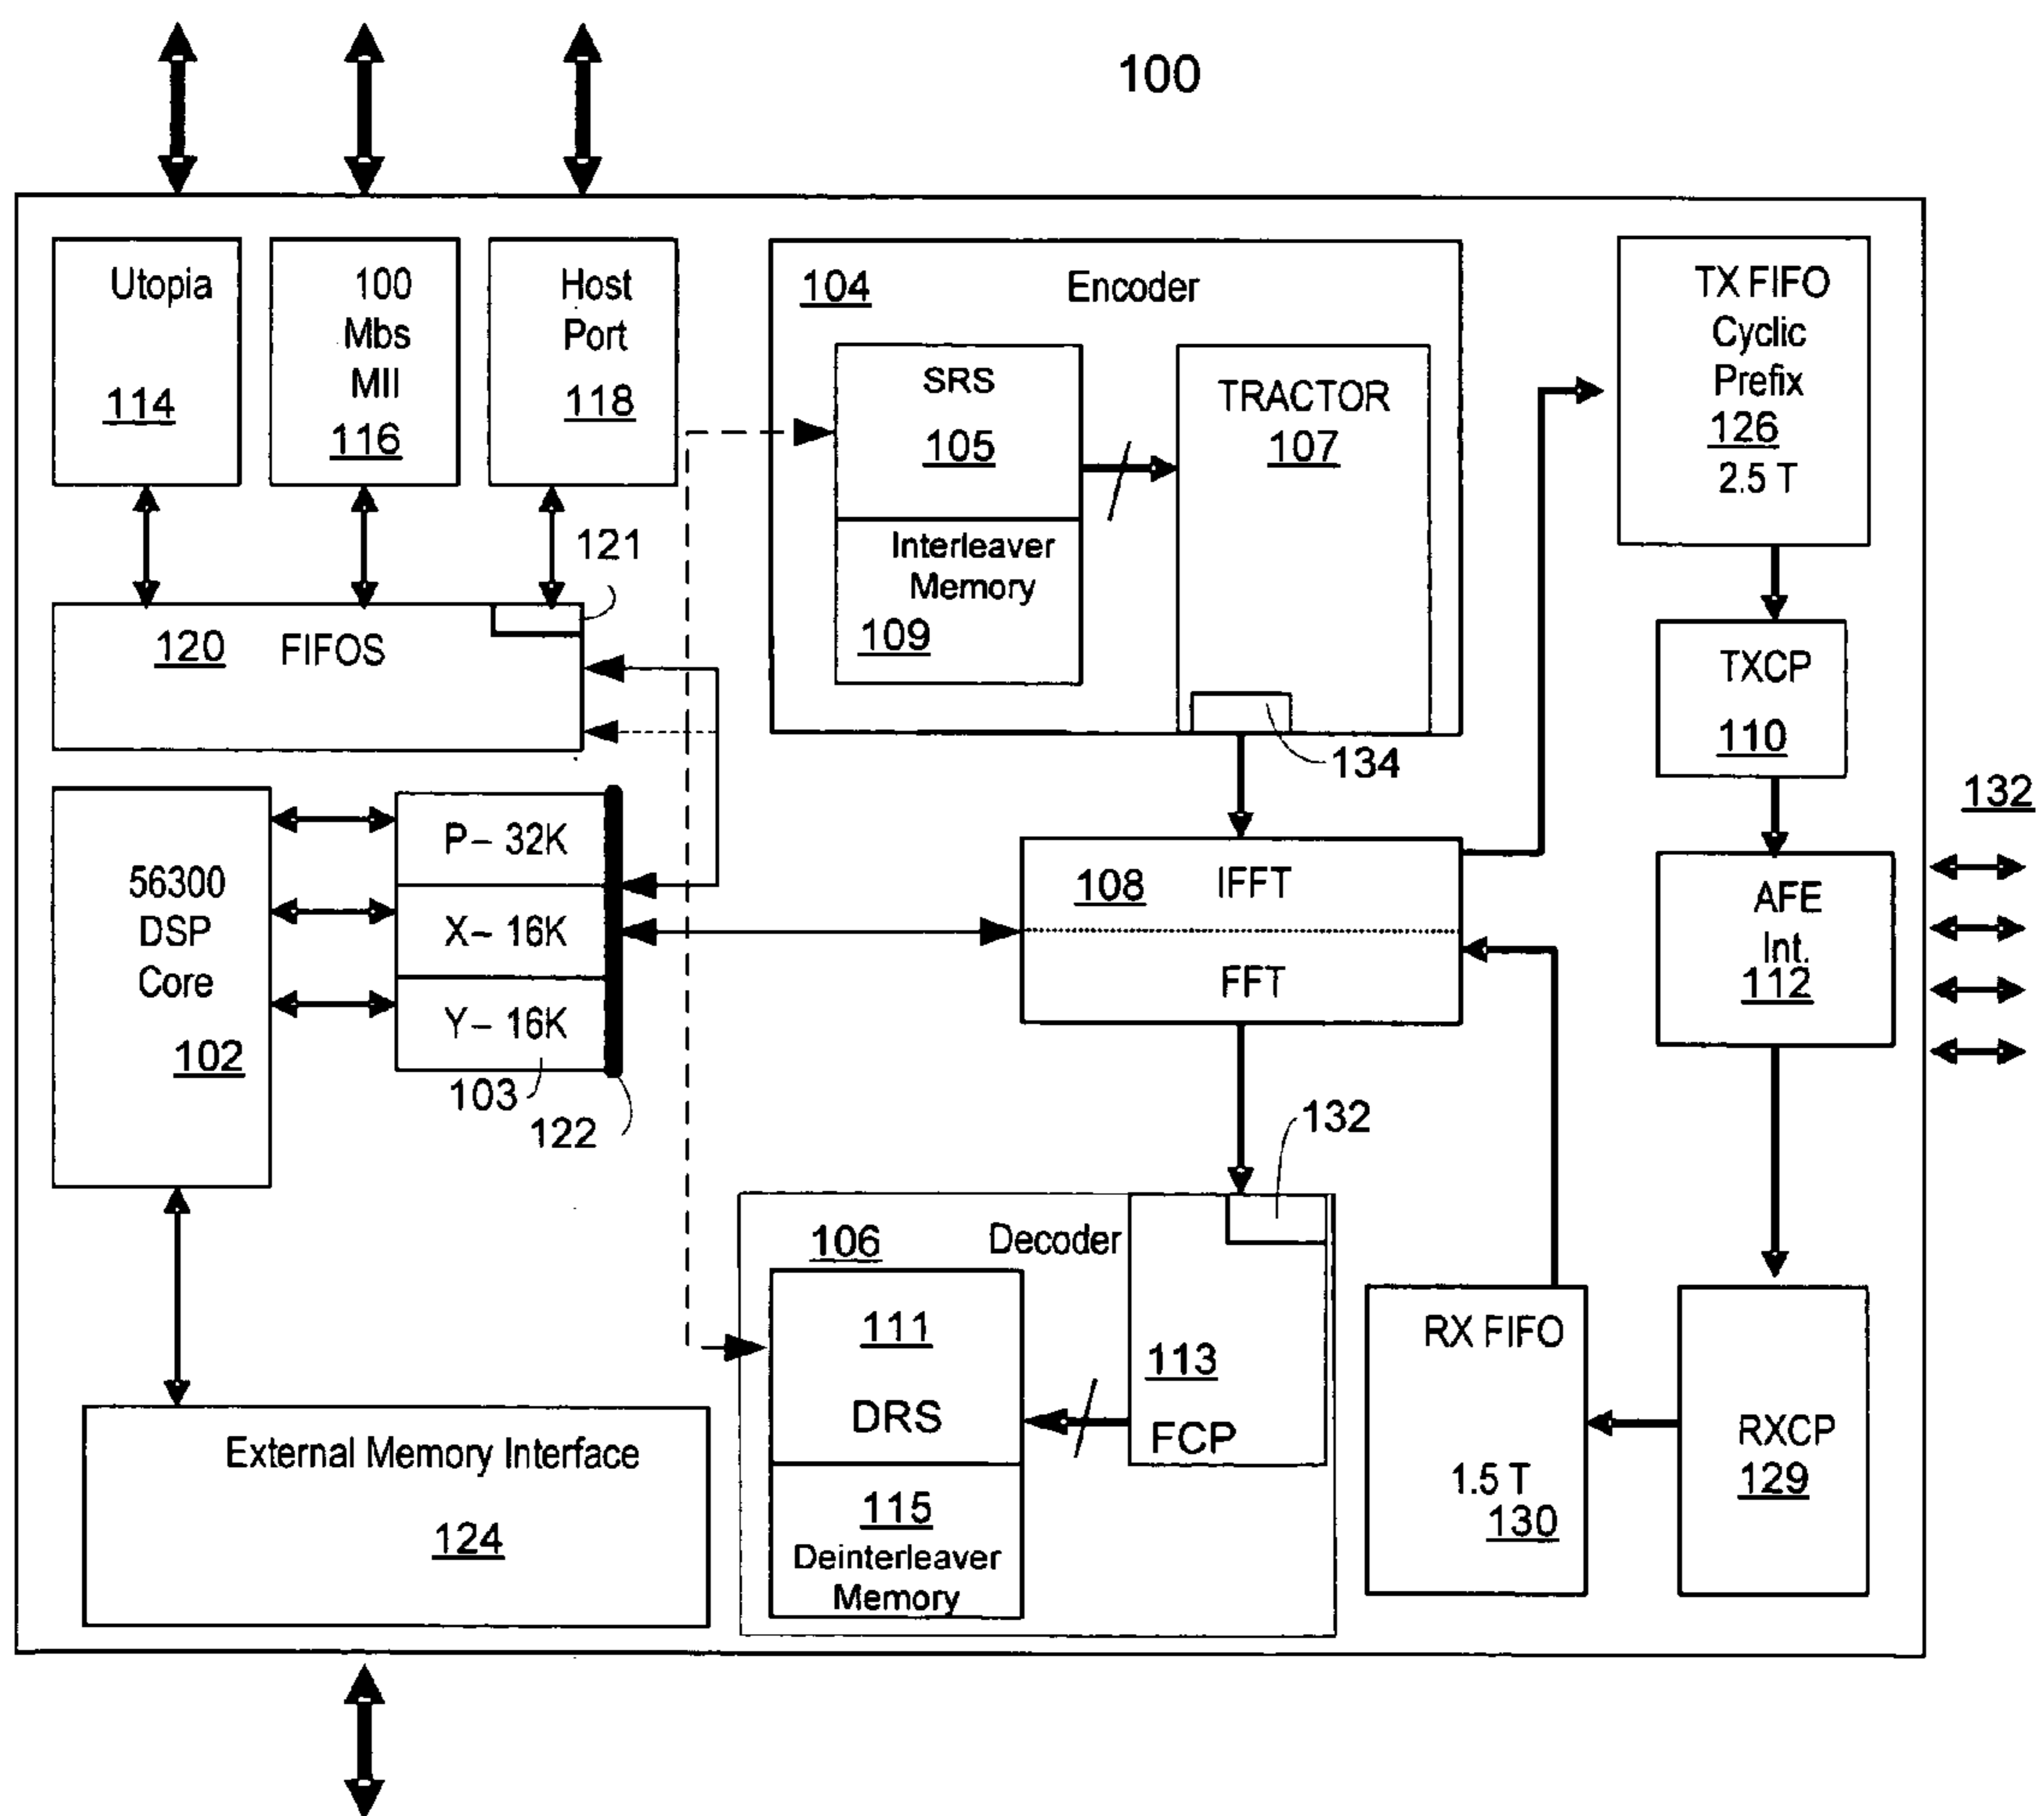 100
Utopia
114
100
Mbs
MII
116
Host
Port
118
121
120 FIFOS
56300
DSP
Core
102
P– 32K
X– 16K
Y– 16K
103
122
External Memory Interface
124
104 Encoder
SRS
105
Interleaver
Memory
109
TRACTOR
107
134
108 IFFT
FFT
132
106 Decoder
111
DRS
115
Deinterleaver
Memory
113
FCP
TX FIFO
Cyclic
Prefix
126
2.5 T
TXCP
110
AFE
Int.
112
132
RX FIFO
1.5 T
130
RXCP
129